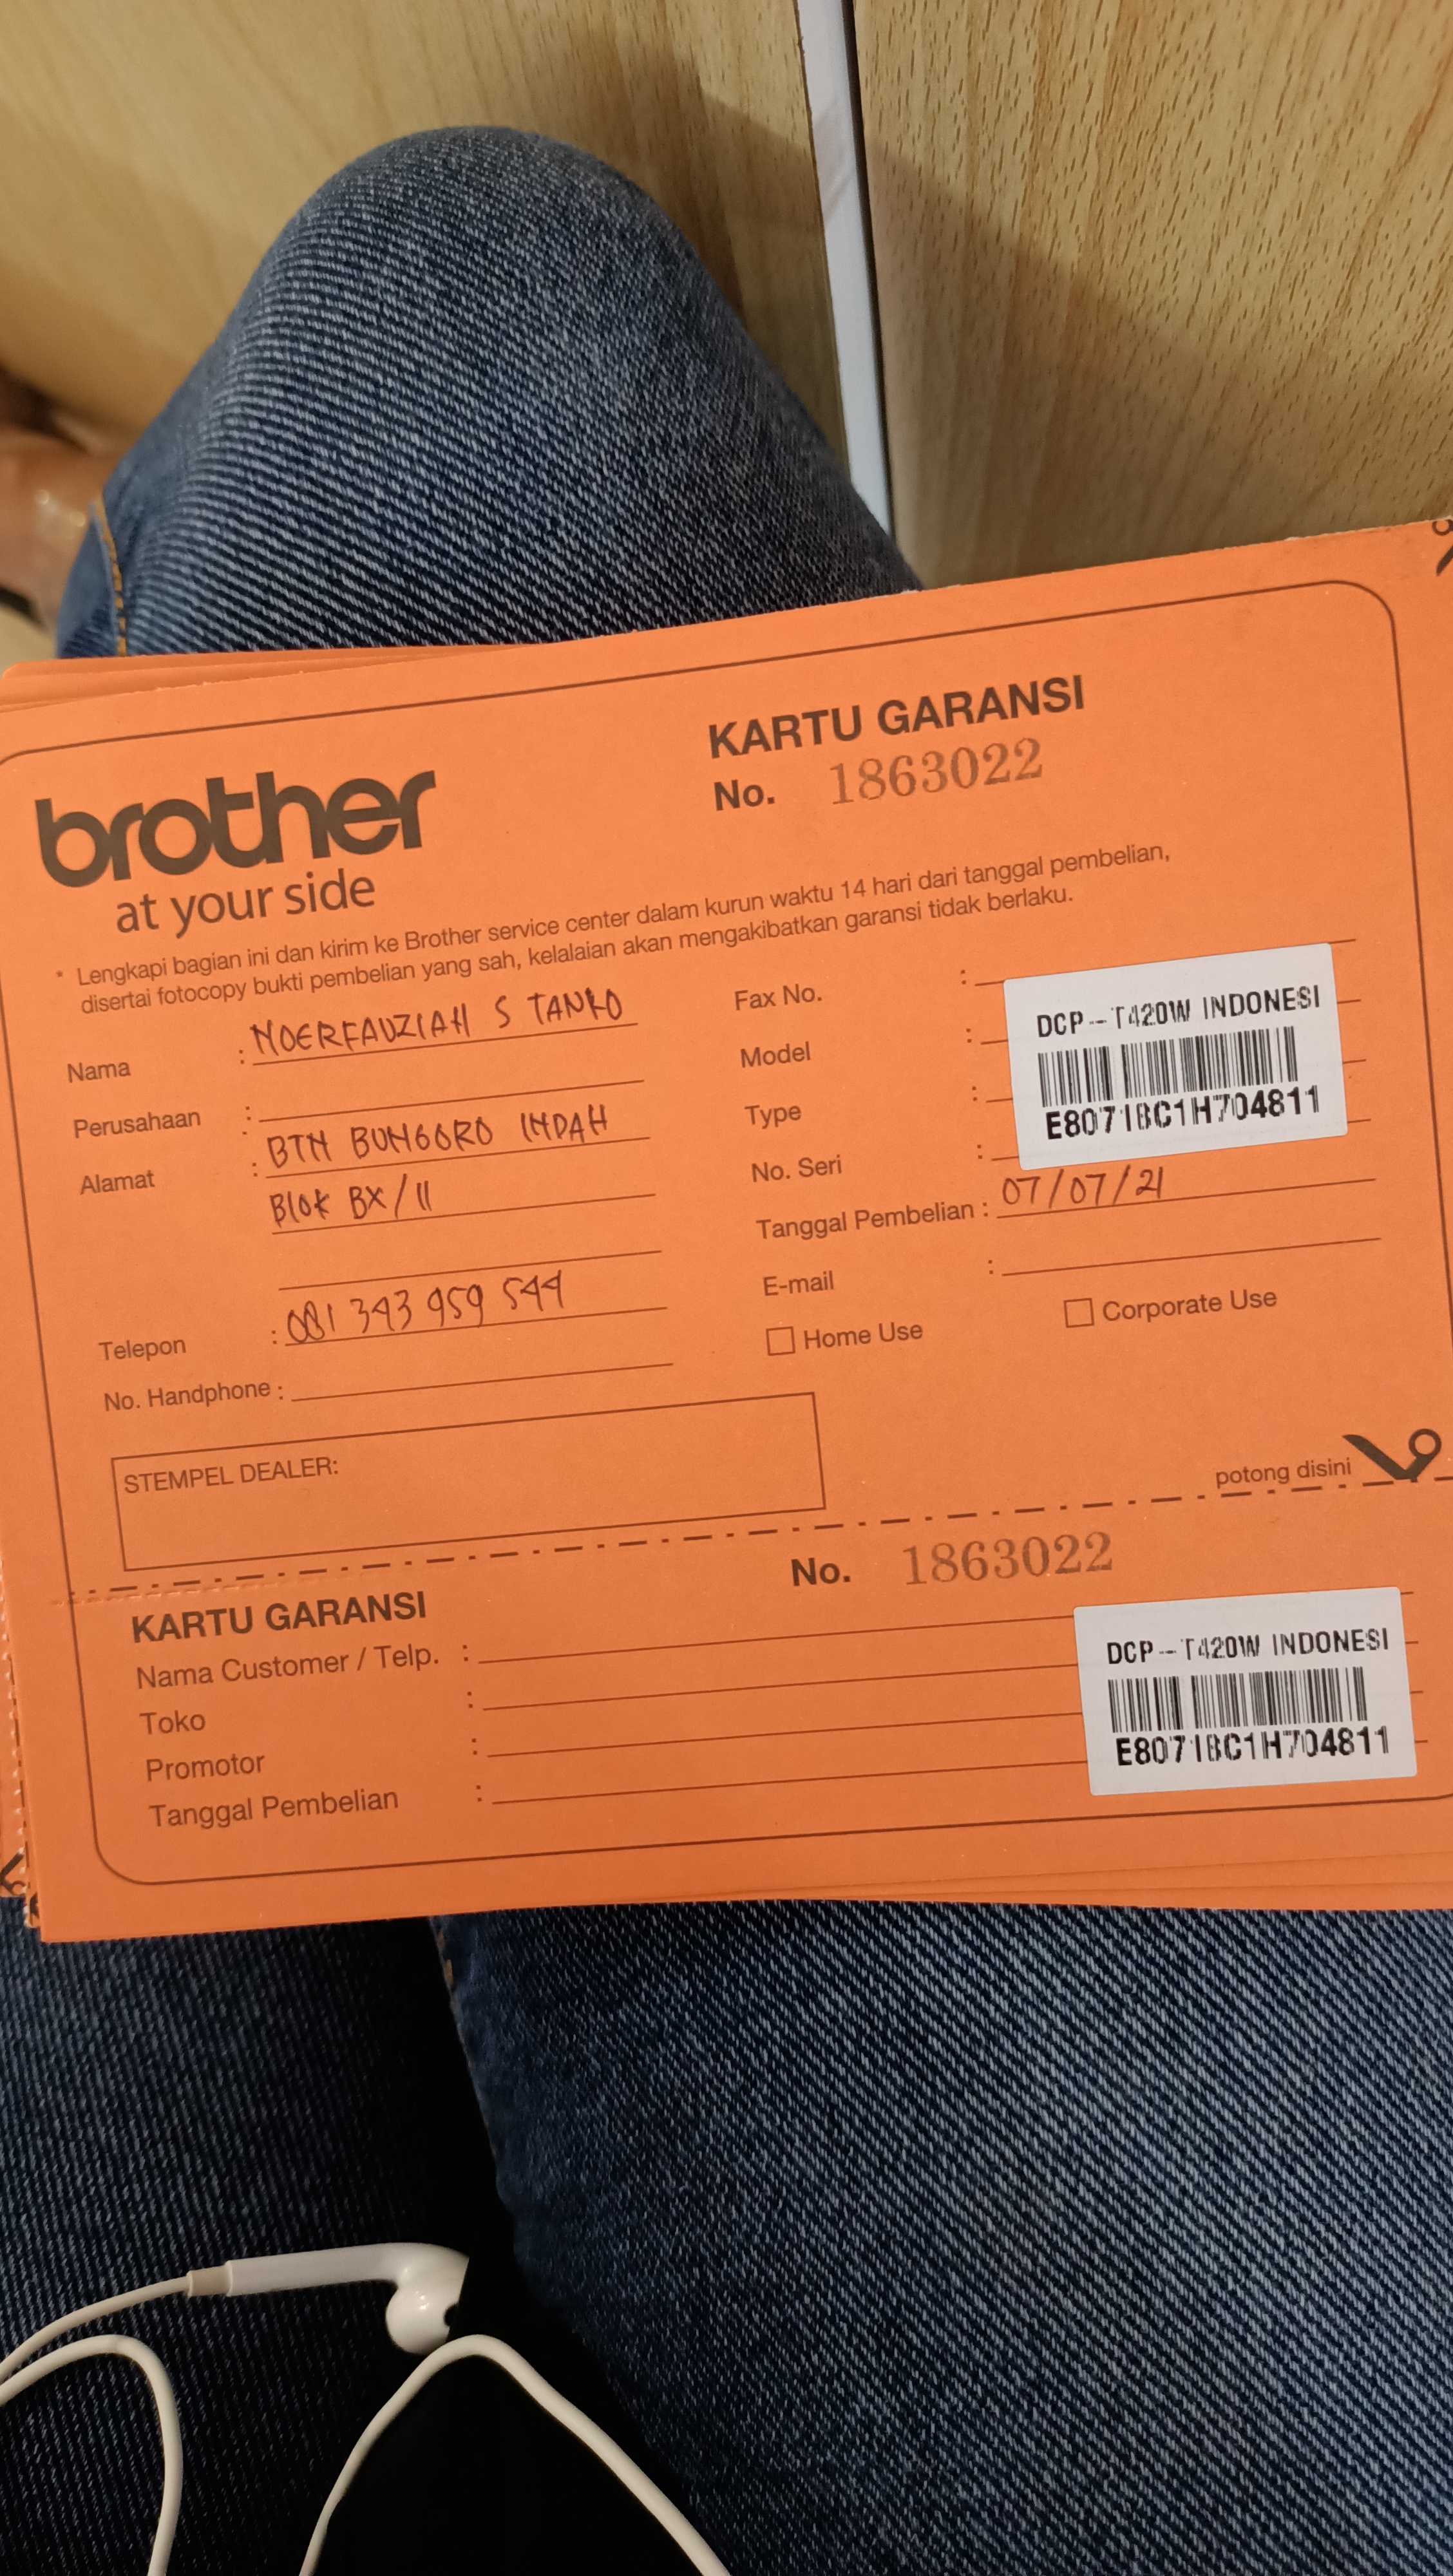 brother
at your side
KARTU GARANSI
No. 1863022
* Lengkapi bagian ini dan kirim ke Brother service center dalam kurun waktu 14 hari dari tanggal pembelian,
disertai fotocopy bukti pembelian yang sah, kelalaian akan mengakibatkan garansi tidak berlaku.
Nama : NOERFAUZIAH S TANRO
Perusahaan :
Alamat : BTN BUNGORO INDAH
Blok BX/11
Telepon : 081 343 959 544
No. Handphone :
Fax No. :
Model :
Type :
No. Seri :
DCP-T420W INDONESI
E80718C1H704811
Tanggal Pembelian : 07/07/21
E-mail :
Home Use
Corporate Use
STEMPEL DEALER:
potong disini
No. 1863022
KARTU GARANSI
Nama Customer / Telp. :
Toko :
Promotor :
Tanggal Pembelian :
DCP-T420W INDONESI
E80718C1H704811